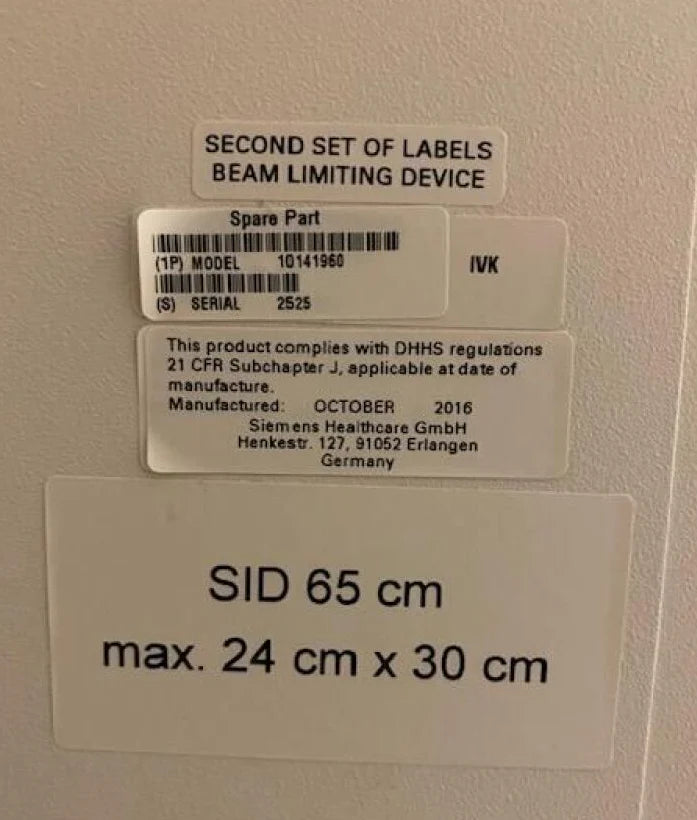 SECOND SET OF LABELS
BEAM LIMITING DEVICE
Spare Part
(1P) MODEL 10141960
IVK
(S) SERIAL 2525
This product complies with DHHS regulations
21 CFR Subchapter J, applicable at date of
manufacture.
Manufactured: OCTOBER 2016
Siemens Healthcare GmbH
Henkestr. 127, 91052 Erlangen
Germany
SID 65 cm
max. 24 cm x 30 cm